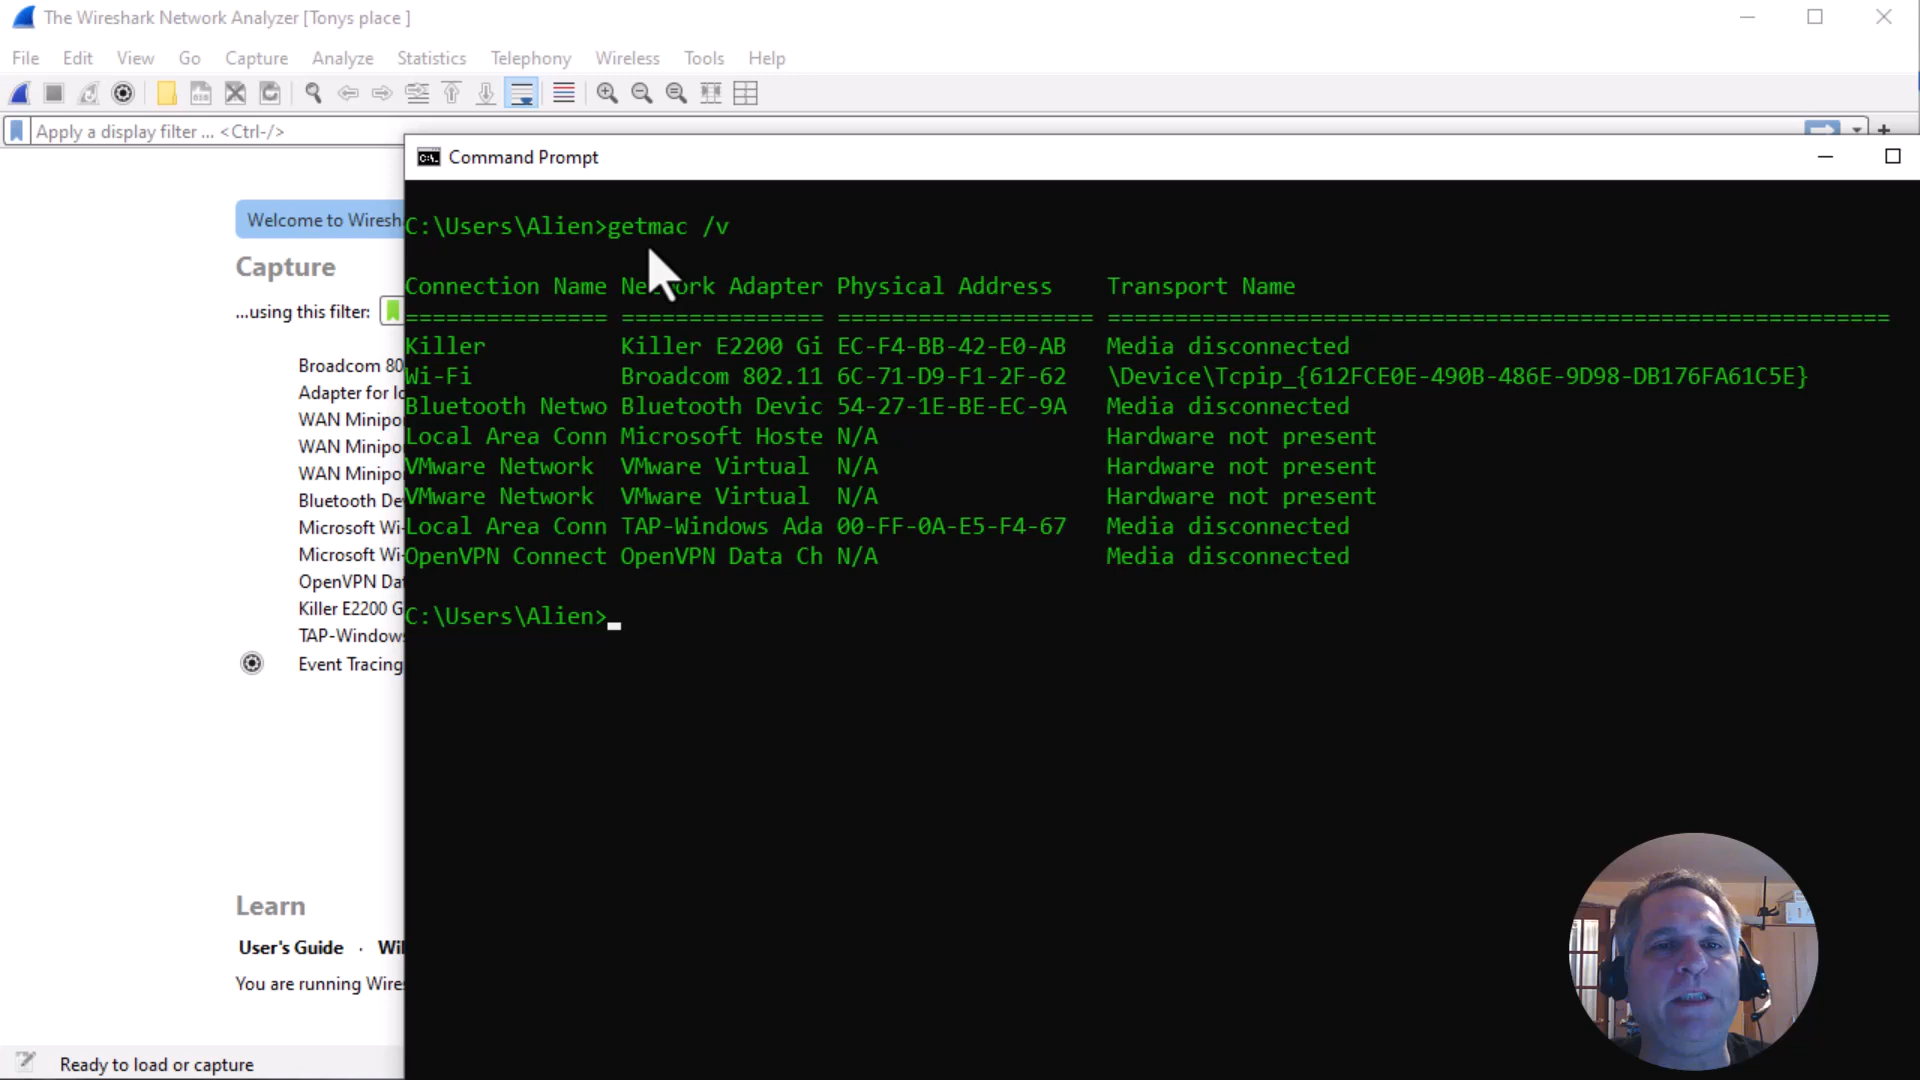 The Wireshark Network Analyzer [Tonys place ]
File Edit View Go Capture Analyze Statistics Telephony Wireless Tools Help
Apply a display filter ... <Ctrl-/>
Command Prompt
Welcome to Wiresh
Capture
...using this filter:
Broadcom 80
Adapter for lo
WAN Minipo
WAN Minipo
WAN Minipo
Bluetooth De
Microsoft Wi-
Microsoft Wi-
OpenVPN Dat
Killer E2200 G
TAP-Windows
Event Tracing
Learn
User's Guide · Wi
You are running Wires
Ready to load or capture
C:\Users\Alien>getmac /v
Connection Name Network Adapter Physical Address Transport Name
=============== =============== =================== ==========================================================
Killer Killer E2200 Gi EC-F4-BB-42-E0-AB Media disconnected
Wi-Fi Broadcom 802.11 6C-71-D9-F1-2F-62 \Device\Tcpip_{612FCE0E-490B-486E-9D98-DB176FA61C5E}
Bluetooth Netwo Bluetooth Devic 54-27-1E-BE-EC-9A Media disconnected
Local Area Conn Microsoft Hoste N/A Hardware not present
VMware Network VMware Virtual N/A Hardware not present
VMware Network VMware Virtual N/A Hardware not present
Local Area Conn TAP-Windows Ada 00-FF-0A-E5-F4-67 Media disconnected
OpenVPN Connect OpenVPN Data Ch N/A Media disconnected
C:\Users\Alien>